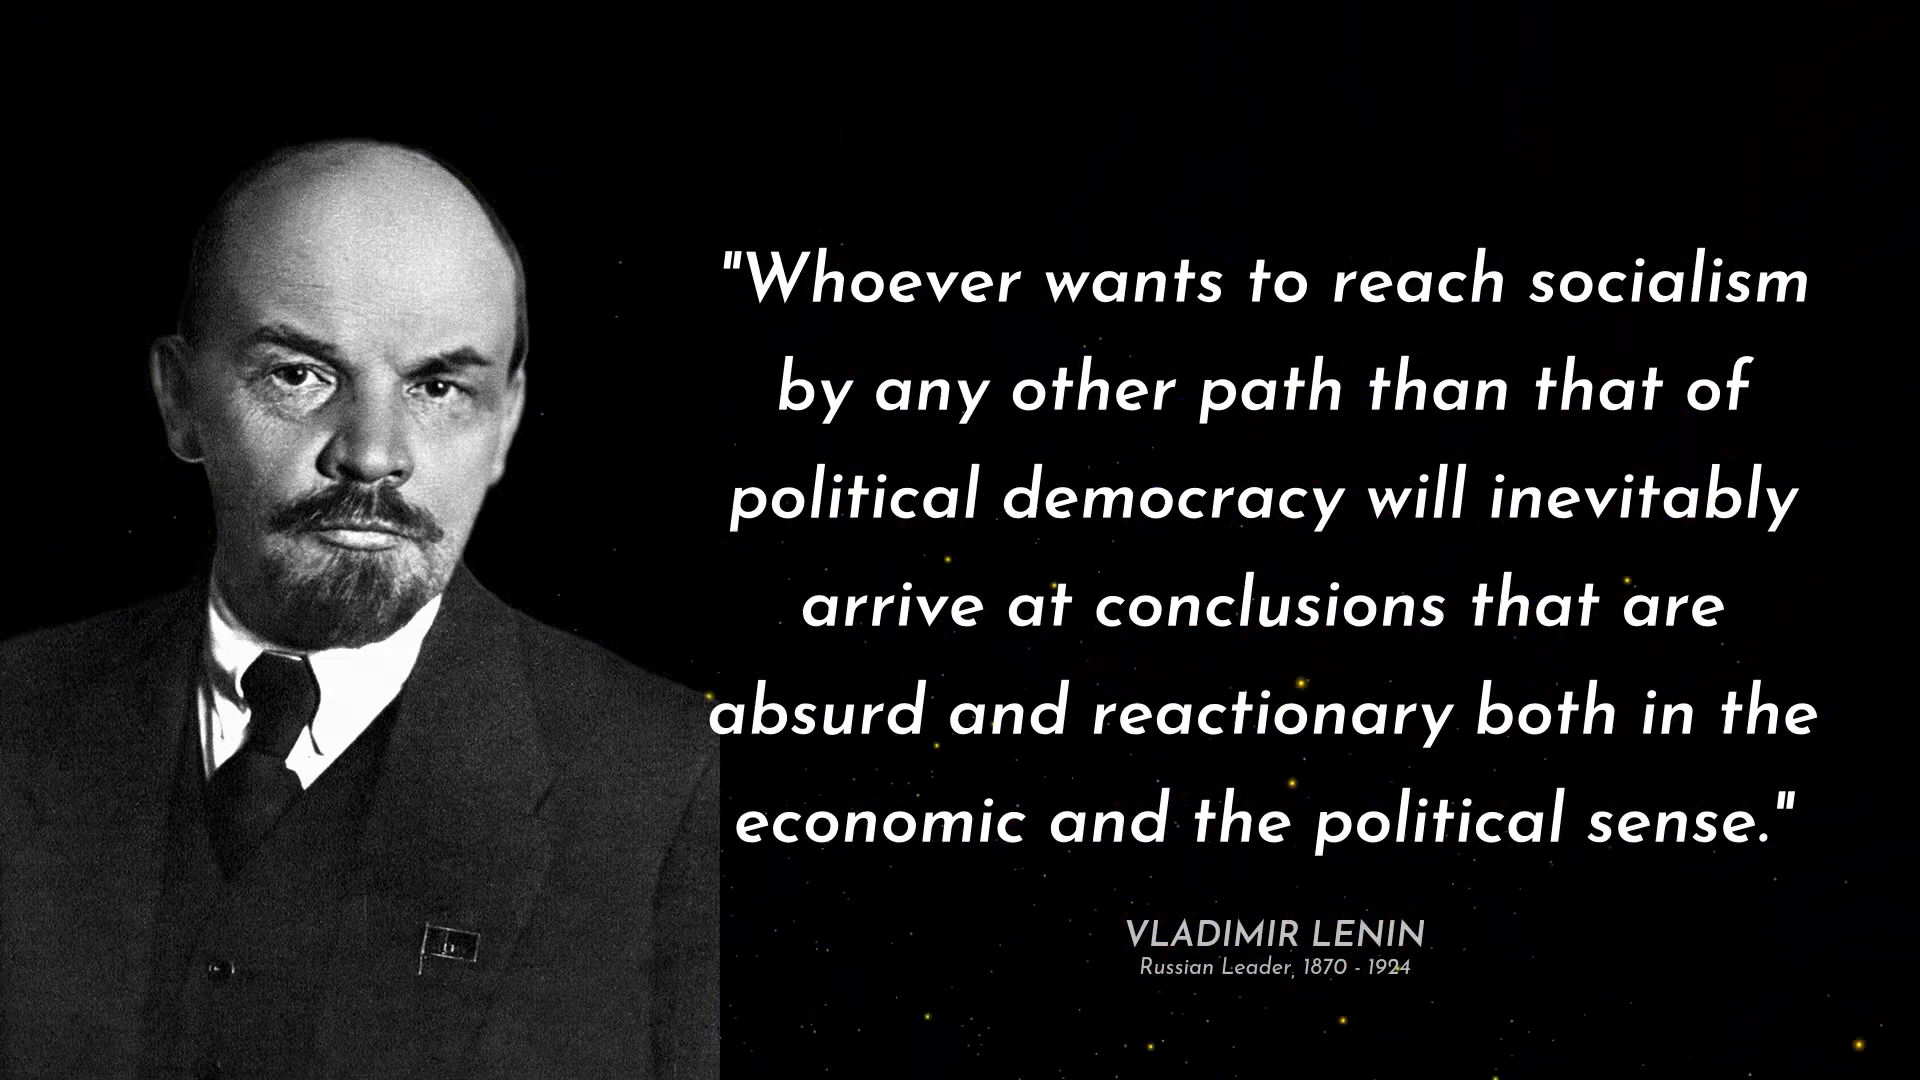 "Whoever wants to reach socialism
by any other path than that of
political democracy will inevitably
arrive at conclusions that are
absurd and reactionary both in the
economic and the political sense."
VLADIMIR LENIN
Russian Leader, 1870 - 1924